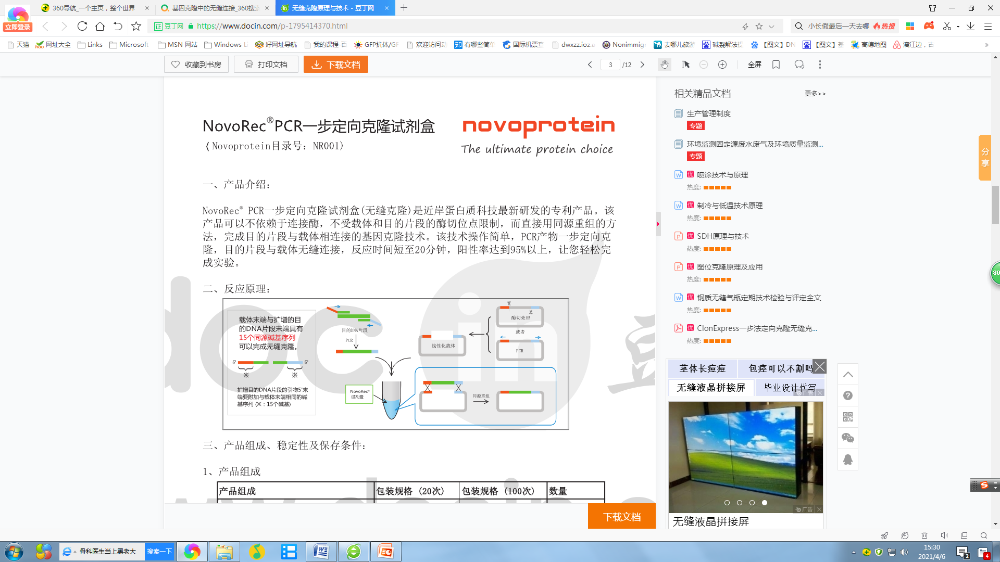 360导航_一个主页，整个世界
基因克隆中的无缝连接_360搜索
无缝克隆原理与技术 - 豆丁网
立即登录
证 豆丁网 https://www.docin.com/p-1795414370.html
小长假最后一天去哪 热搜
天猫 网址大全 Links Microsoft MSN 网站 Windows Li 好网址导航 我的课程-百 GFP抗体/GF 欢迎访问动 有哪些简单 国际机票查 dwxzz.ioz.a Nonimmigr 去哪儿旅游 碱裂解法提 【图文】DN 【图文】基 高德地图 漓江边，古
收藏到书房 打印文档 下载文档 3 /12 全屏
NovoRec®PCR一步定向克隆试剂盒
(Novoprotein目录号: NR001)
novoprotein
The ultimate protein choice
一、产品介绍:
NovoRec® PCR一步定向克隆试剂盒(无缝克隆)是近岸蛋白质科技最新研发的专利产品。该
产品可以不依赖于连接酶，不受载体和目的片段的酶切位点限制，而直接用同源重组的方
法，完成目的片段与载体相连接的基因克隆技术。该技术操作简单，PCR产物一步定向克
隆，目的片段与载体无缝连接，反应时间短至20分钟，阳性率达到95%以上，让您轻松完
成实验。
二、反应原理:
载体末端与扩增的目
的DNA片段末端具有
15个同源碱基序列
可以完成无缝克隆。
5' 5'
※ ※
扩增目的DNA片段的引物5'末
端要附加与载体末端相同的碱
基序列 (※：15个碱基)
目的DNA片段
PCR
线性化载体
酶切处理
或者
PCR
NovoRec®
试剂盒
同源重组
三、产品组成、稳定性及保存条件:
1、产品组成
产品组成 包装规格 (20次) 包装规格 (100次) 数量
下载文档
相关精品文档 更多>>
生产管理制度
专题
环境监测固定源废水废气及环境质量监测...
专题
优 喷涂技术与原理
热度:
优 制冷与低温技术原理
热度:
优 SDH原理与技术
热度:
优 图位克隆原理及应用
热度:
优 钢质无缝气瓶定期技术检验与评定全文
热度:
优 ClonExpress一步法定向克隆无缝克...
热度:
茎体长痘痘 包痉可以不割吗
无缝液晶拼接屏 毕业设计代写
广告
广告
无缝液晶拼接屏
分享
80
骨科医生当上黑老大 搜索一下
15:30
2021/4/6
2
4